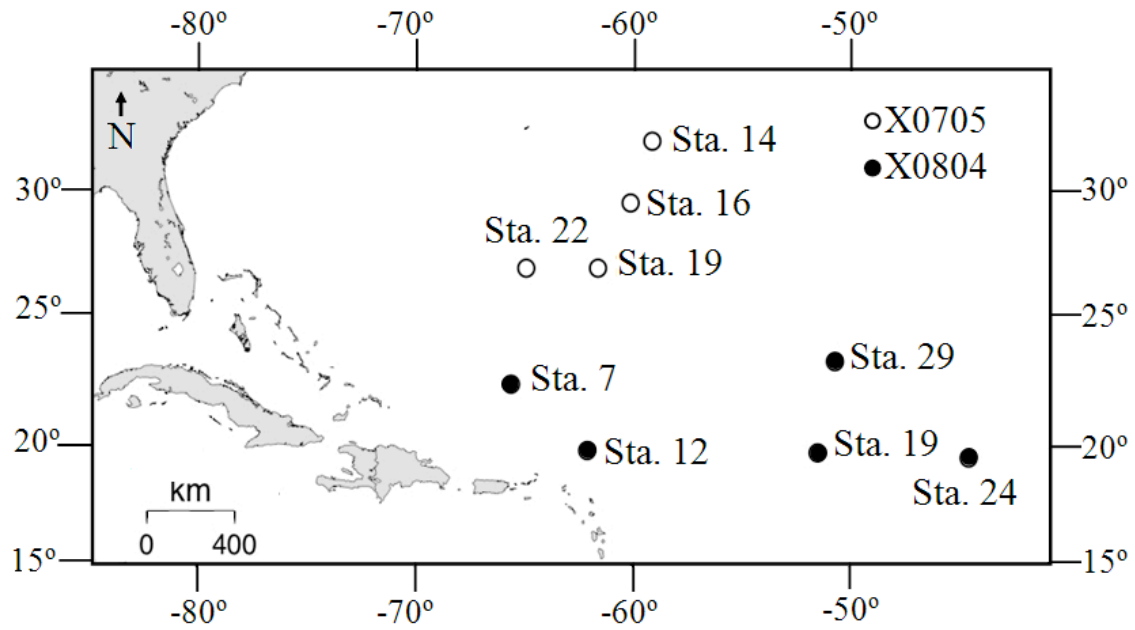 -80º -70º -60º -50º
N
X0705
Sta. 14
X0804
30º 30º
Sta. 16
Sta. 22
Sta. 19
25º 25º
Sta. 29
Sta. 7
20º 20º
Sta. 12
Sta. 19
Sta. 24
km
0 400
15º 15º
-80º -70º -60º -50º